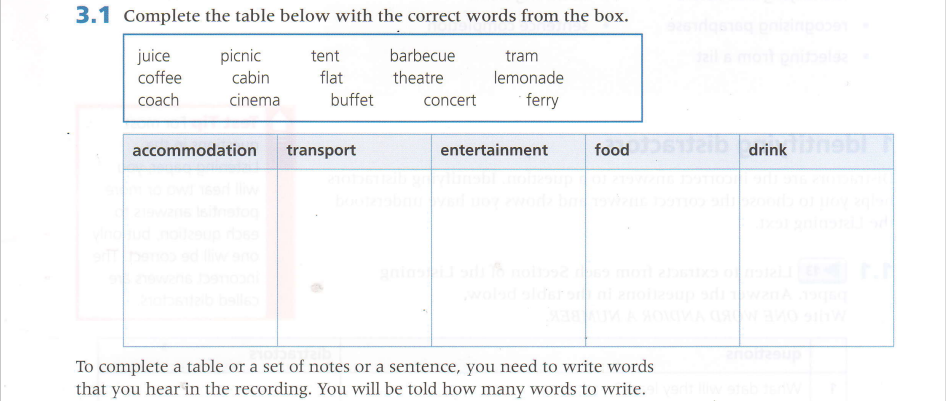 3.1 Complete the table below with the correct words from the box.
juice picnic tent barbecue tram
coffee cabin flat theatre lemonade
coach cinema buffet concert ferry
accommodation transport entertainment food drink
To complete a table or a set of notes or a sentence, you need to write words
that you hear in the recording. You will be told how many words to write.